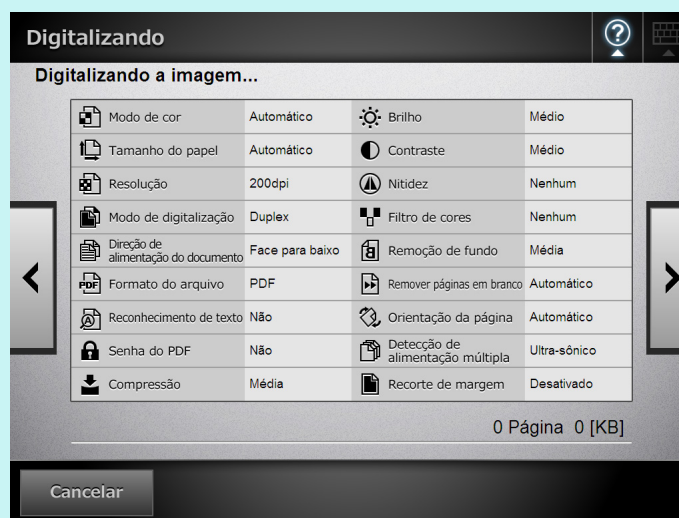 Digitalizando
Digitalizando a imagem...
Modo de cor Automático Brilho Médio
Tamanho do papel Automático Contraste Médio
Resolução 200dpi Nitidez Nenhum
Modo de digitalização Duplex Filtro de cores Nenhum
Direção de
alimentação do documento Face para baixo Remoção de fundo Média
PDF Formato do arquivo PDF Remover páginas em branco Automático
Reconhecimento de texto Não Orientação da página Automático
Senha do PDF Não Detecção de
alimentação múltipla Ultra-sônico
Compressão Média Recorte de margem Desativado
0 Página 0 [KB]
Cancelar